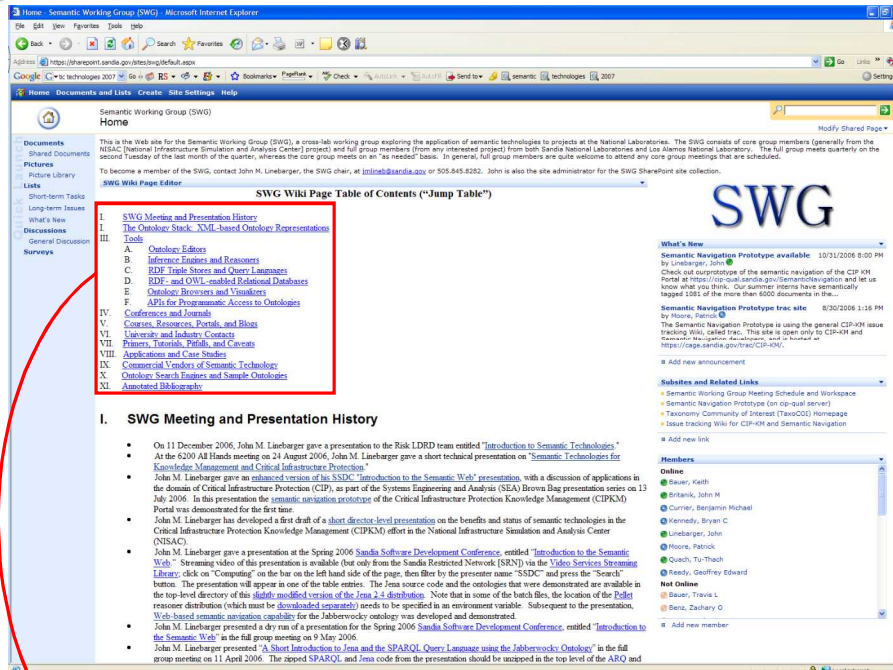 Home - Semantic Working Group (SWG) - Microsoft Internet Explorer
File Edit View Favorites Tools Help
Back Search Favorites
Address https://sharepoint.sandia.gov/sites/swg/default.aspx Go Links
Google tic technologies 2007 Go RS Bookmarks PageRank Check AutoLink AutoFill Send to semantic technologies 2007 Setting
Home Documents and Lists Create Site Settings Help
Semantic Working Group (SWG)
Home
Modify Shared Page
Documents
Shared Documents
Pictures
Picture Library
Lists
Short-term Tasks
Long-term Issues
What's New
Discussions
General Discussion
Surveys
This is the Web site for the Semantic Working Group (SWG), a cross-lab working group exploring the application of semantic technologies to projects at the National Laboratories. The SWG consists of core group members (generally from the
NISAC [National Infrastructure Simulation and Analysis Center] project) and full group members (from any interested project) from both Sandia National Laboratories and Los Alamos National Laboratory. The full group meets quarterly on the
second Tuesday of the last month of the quarter, whereas the core group meets on an "as needed" basis. In general, full group members are quite welcome to attend any core group meetings that are scheduled.
To become a member of the SWG, contact John M. Linebarger, the SWG chair, at jmlineb@sandia.gov or 505.845.8282. John is also the site administrator for the SWG SharePoint site collection.
SWG Wiki Page Editor
SWG Wiki Page Table of Contents ("Jump Table")
I. SWG Meeting and Presentation History
I. The Ontology Stack: XML-based Ontology Representations
III. Tools
A. Ontology Editors
B. Inference Engines and Reasoners
C. RDF Triple Stores and Query Languages
D. RDF- and OWL-enabled Relational Databases
E. Ontology Browsers and Visualizers
F. APIs for Programmatic Access to Ontologies
IV. Conferences and Journals
V. Courses, Resources, Portals, and Blogs
VI. University and Industry Contacts
VII. Primers, Tutorials, Pitfalls, and Caveats
VIII. Applications and Case Studies
IX. Commercial Vendors of Semantic Technology
X. Ontology Search Engines and Sample Ontologies
XI. Annotated Bibliography
I. SWG Meeting and Presentation History
• On 11 December 2006, John M. Linebarger gave a presentation to the Risk LDRD team entitled "Introduction to Semantic Technologies."
• At the 6200 All Hands meeting on 24 August 2006, John M. Linebarger gave a short technical presentation on "Semantic Technologies for
Knowledge Management and Critical Infrastructure Protection."
• John M. Linebarger gave an enhanced version of his SSDC "Introduction to the Semantic Web" presentation, with a discussion of applications in
the domain of Critical Infrastructure Protection (CIP), as part of the Systems Engineering and Analysis (SEA) Brown Bag presentation series on 13
July 2006. In this presentation the semantic navigation prototype of the Critical Infrastructure Protection Knowledge Management (CIPKM)
Portal was demonstrated for the first time.
• John M. Linebarger has developed a first draft of a short director-level presentation on the benefits and status of semantic technologies in the
Critical Infrastructure Protection Knowledge Management (CIPKM) effort in the National Infrastructure Simulation and Analysis Center
(NISAC).
• John M. Linebarger gave a presentation at the Spring 2006 Sandia Software Development Conference, entitled "Introduction to the Semantic
Web." Streaming video of this presentation is available (but only from the Sandia Restricted Network [SRN]) via the Video Services Streaming
Library; click on "Computing" on the bar on the left hand side of the page, then filter by the presenter name "SSDC" and press the "Search"
button. The presentation will appear in one of the table entries. The Jena source code and the ontologies that were demonstrated are available in
the top-level directory of this slightly modified version of the Jena 2.4 distribution. Note that in some of the batch files, the location of the Pellet
reasoner distribution (which must be downloaded separately) needs to be specified in an environment variable. Subsequent to the presentation,
Web-based semantic navigation capability for the Jabberwocky ontology was developed and demonstrated.
• John M. Linebarger presented a dry run of a presentation for the Spring 2006 Sandia Software Development Conference, entitled "Introduction to
the Semantic Web" in the full group meeting on 9 May 2006.
• John M. Linebarger presented "A Short Introduction to Jena and the SPARQL Query Language using the Jabberwocky Ontology" in the full
group meeting on 11 April 2006. The zipped SPARQL and Jena code from the presentation should be unzipped in the top level of the ARQ and
SWG
What's New
Semantic Navigation Prototype available 10/31/2006 8:00 PM
by Linebarger, John
Check out ourprototype of the semantic navigation of the CIP KM
Portal at https://cip-qual.sandia.gov/SemanticNavigation and let us
know what you think. Our summer interns have semantically
tagged 1081 of the more than 6000 documents in the...
Semantic Navigation Prototype trac site 8/30/2006 1:16 PM
by Moore, Patrick
The Semantic Navigation Prototype is using the general CIP-KM issue
tracking Wiki, called trac. This site is open only to CIP-KM and
Semantic Navigation developers, and is hosted at
https://cage.sandia.gov/trac/CIP-KM/.
Add new announcement
Subsites and Related Links
Semantic Working Group Meeting Schedule and Workspace
Semantic Navigation Prototype (on cip-qual server)
Taxonomy Community of Interest (TaxoCOI) Homepage
Issue tracking Wiki for CIP-KM and Semantic Navigation
Add new link
Members
Online
Bauer, Keith
Britanik, John M
Currier, Benjamin Michael
Kennedy, Bryan C
Linebarger, John
Moore, Patrick
Quach, Tu-Thach
Reedy, Geoffrey Edward
Not Online
Bauer, Travis L
Benz, Zachary O
Add new member